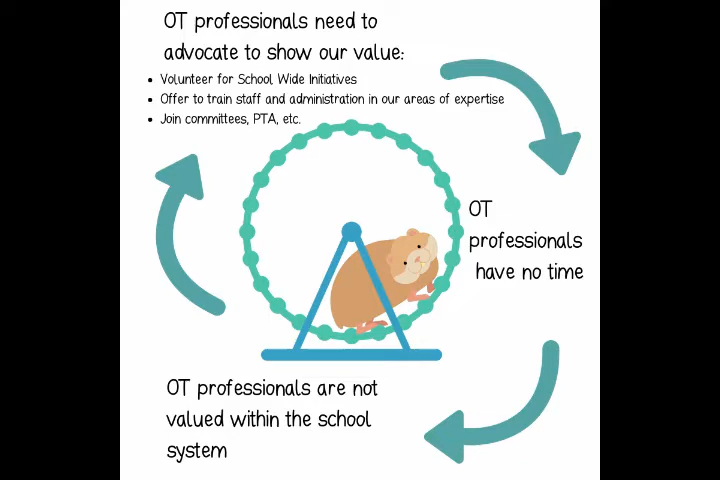 OT professionals need to
advocate to show our value:
• Volunteer for School Wide Initiatives
• Offer to train staff and administration in our areas of expertise
• Join committees, PTA, etc.
OT
professionals
have no time
OT professionals are not
valued within the school
system